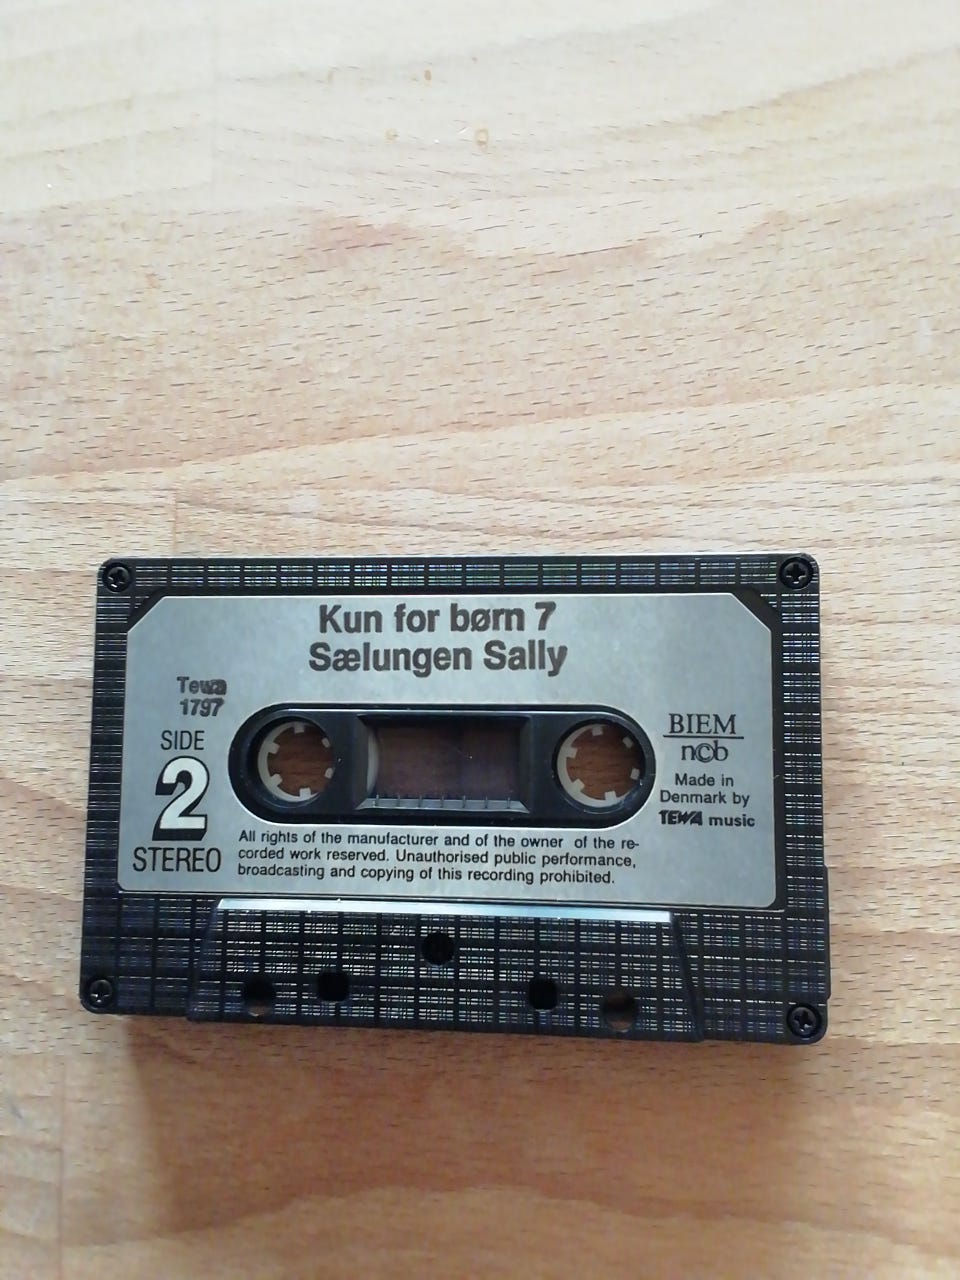 Kun for børn 7
Sælungen Sally
Tewa
1797
SIDE
2
STEREO
BIEM
ncb
Made in
Denmark by
TEWA music
All rights of the manufacturer and of the owner of the re-
corded work reserved. Unauthorised public performance,
broadcasting and copying of this recording prohibited.